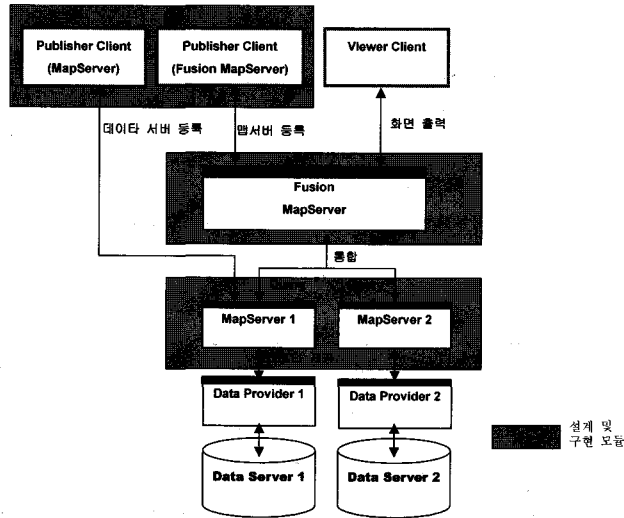 Publisher Client
(MapServer)
Publisher Client
(Fusion MapServer)
Viewer Client
데이타 서버 등록
맵서버 등록
화면 출력
Fusion
MapServer
통합
MapServer 1
MapServer 2
Data Provider 1
Data Provider 2
Data Server 1
Data Server 2
설계 및
구현 모듈